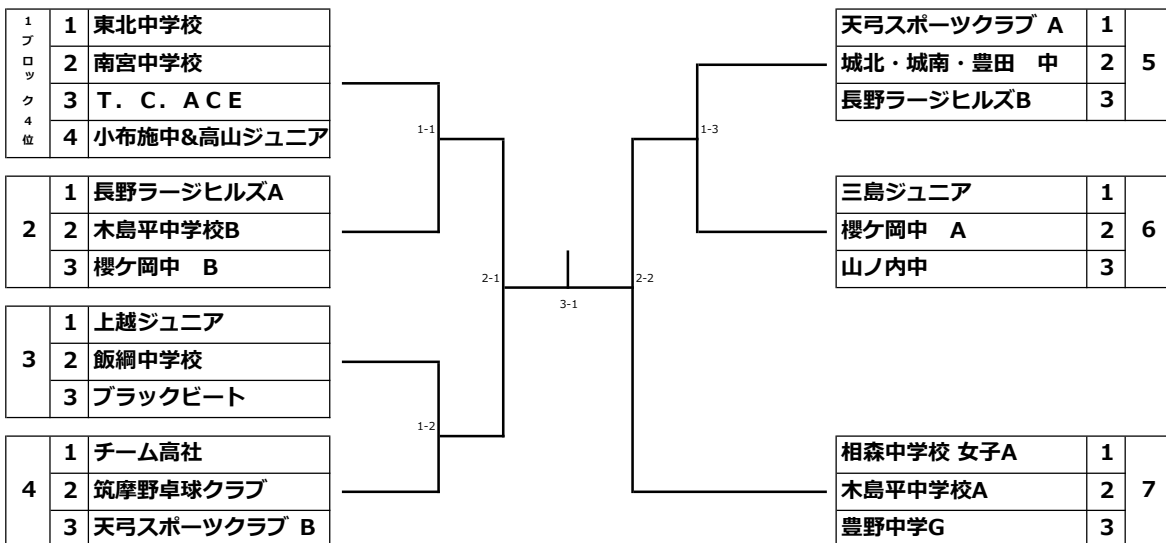 1ブロック4位
1 東北中学校
2 南宮中学校
3 T. C. ACE
4 小布施中&高山ジュニア
2
1 長野ラージヒルズA
2 木島平中学校B
3 櫻ケ岡中 B
3
1 上越ジュニア
2 飯綱中学校
3 ブラックビート
4
1 チーム高社
2 筑摩野卓球クラブ
3 天弓スポーツクラブ B
1-1
1-2
2-1
3-1
2-2
1-3
天弓スポーツクラブ A 1
城北・城南・豊田 中 2
長野ラージヒルズB 3
5
三島ジュニア 1
櫻ケ岡中 A 2
山ノ内中 3
6
相森中学校 女子A 1
木島平中学校A 2
豊野中学G 3
7